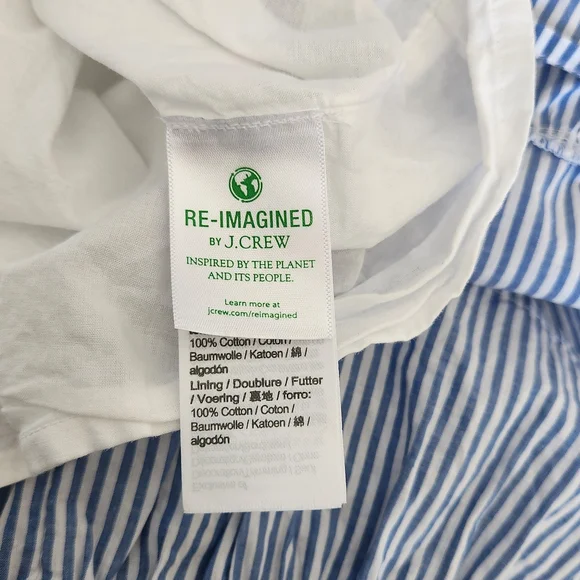 RE-IMAGINED
BY J.CREW
INSPIRED BY THE PLANET
AND ITS PEOPLE.
Learn more at
jcrew.com/reimagined
100% Cotton / Coton /
Baumwolle / Katoen / 綿 /
algodón
Lining / Doublure / Futter
/ Voering / 裏地 / forro:
100% Cotton / Coton /
Baumwolle / Katoen / 綿 /
algodón